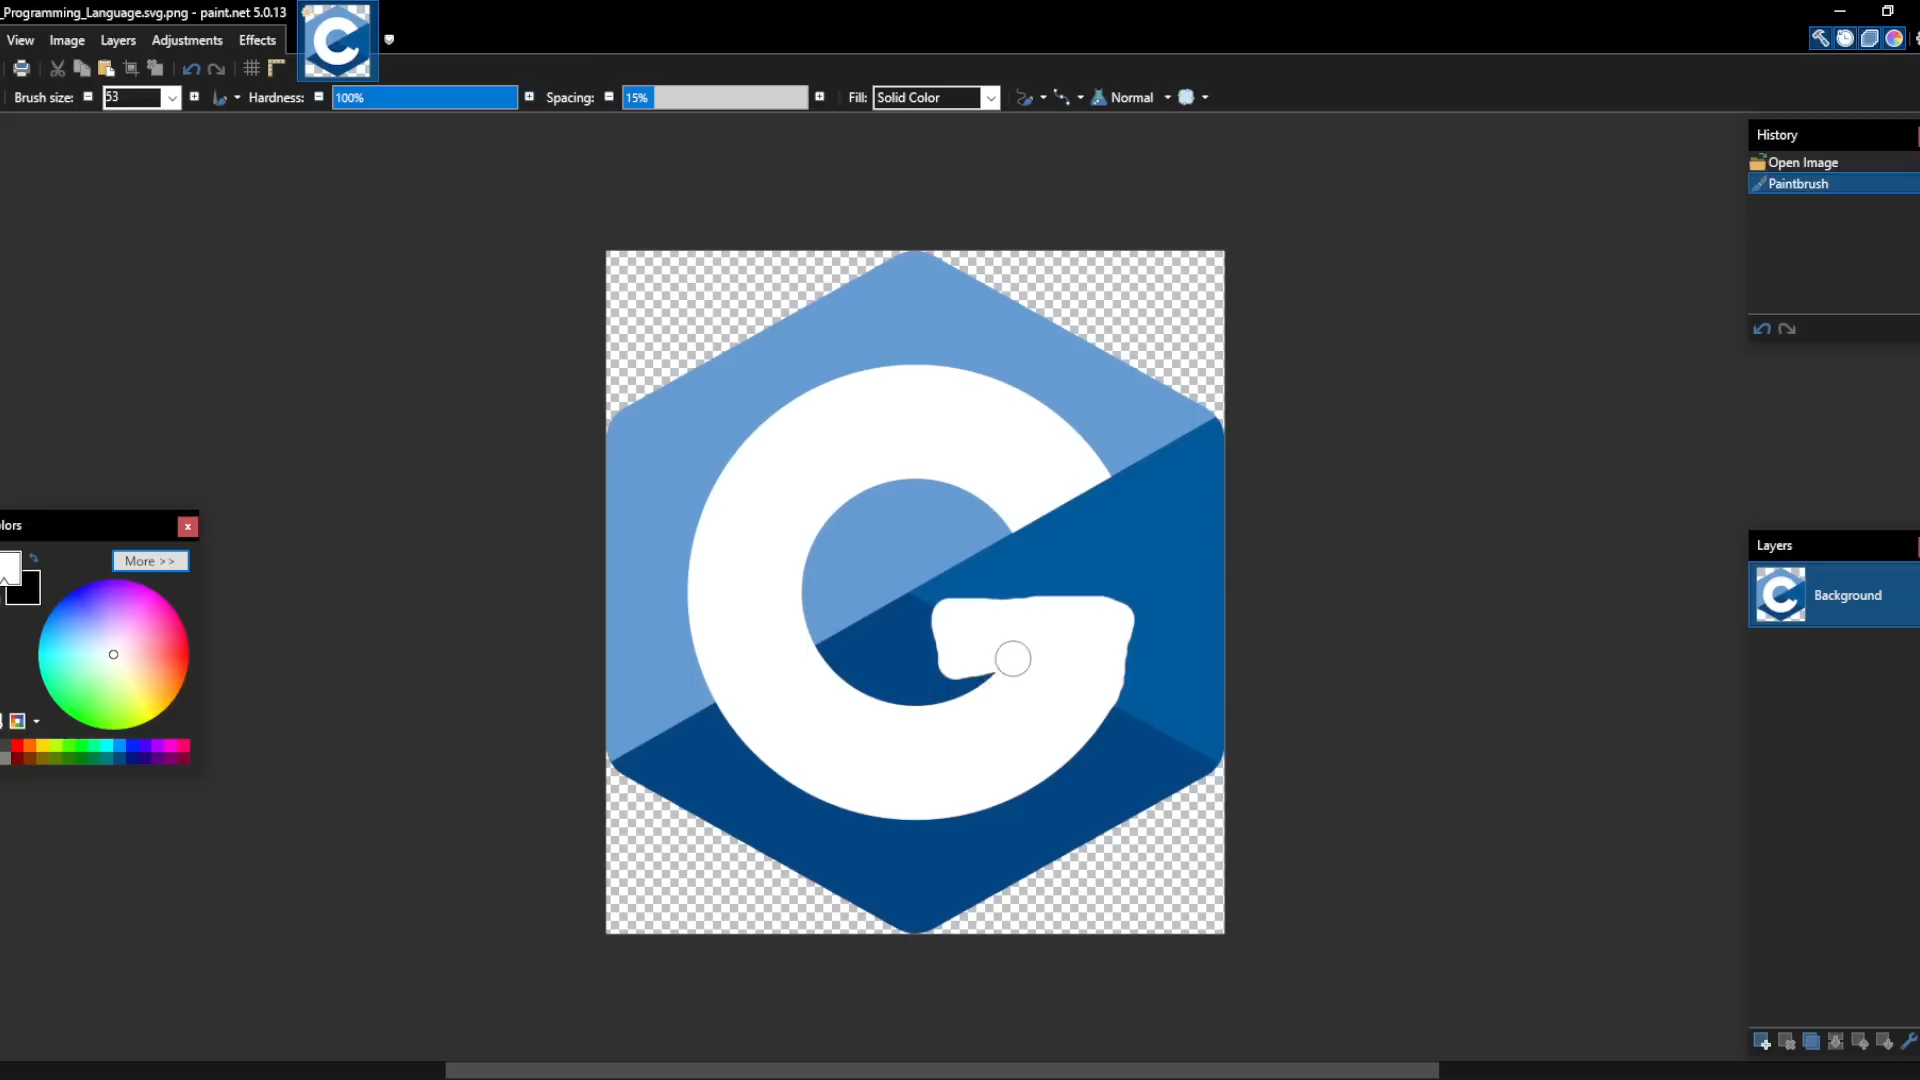 _Programming_Language.svg.png - paint.net 5.0.13
View Image Layers Adjustments Effects
Brush size: 53 Hardness: 100% Spacing: 15% Fill: Solid Color Normal
History
Open Image
Paintbrush
G
lors
More >>
Layers
Background